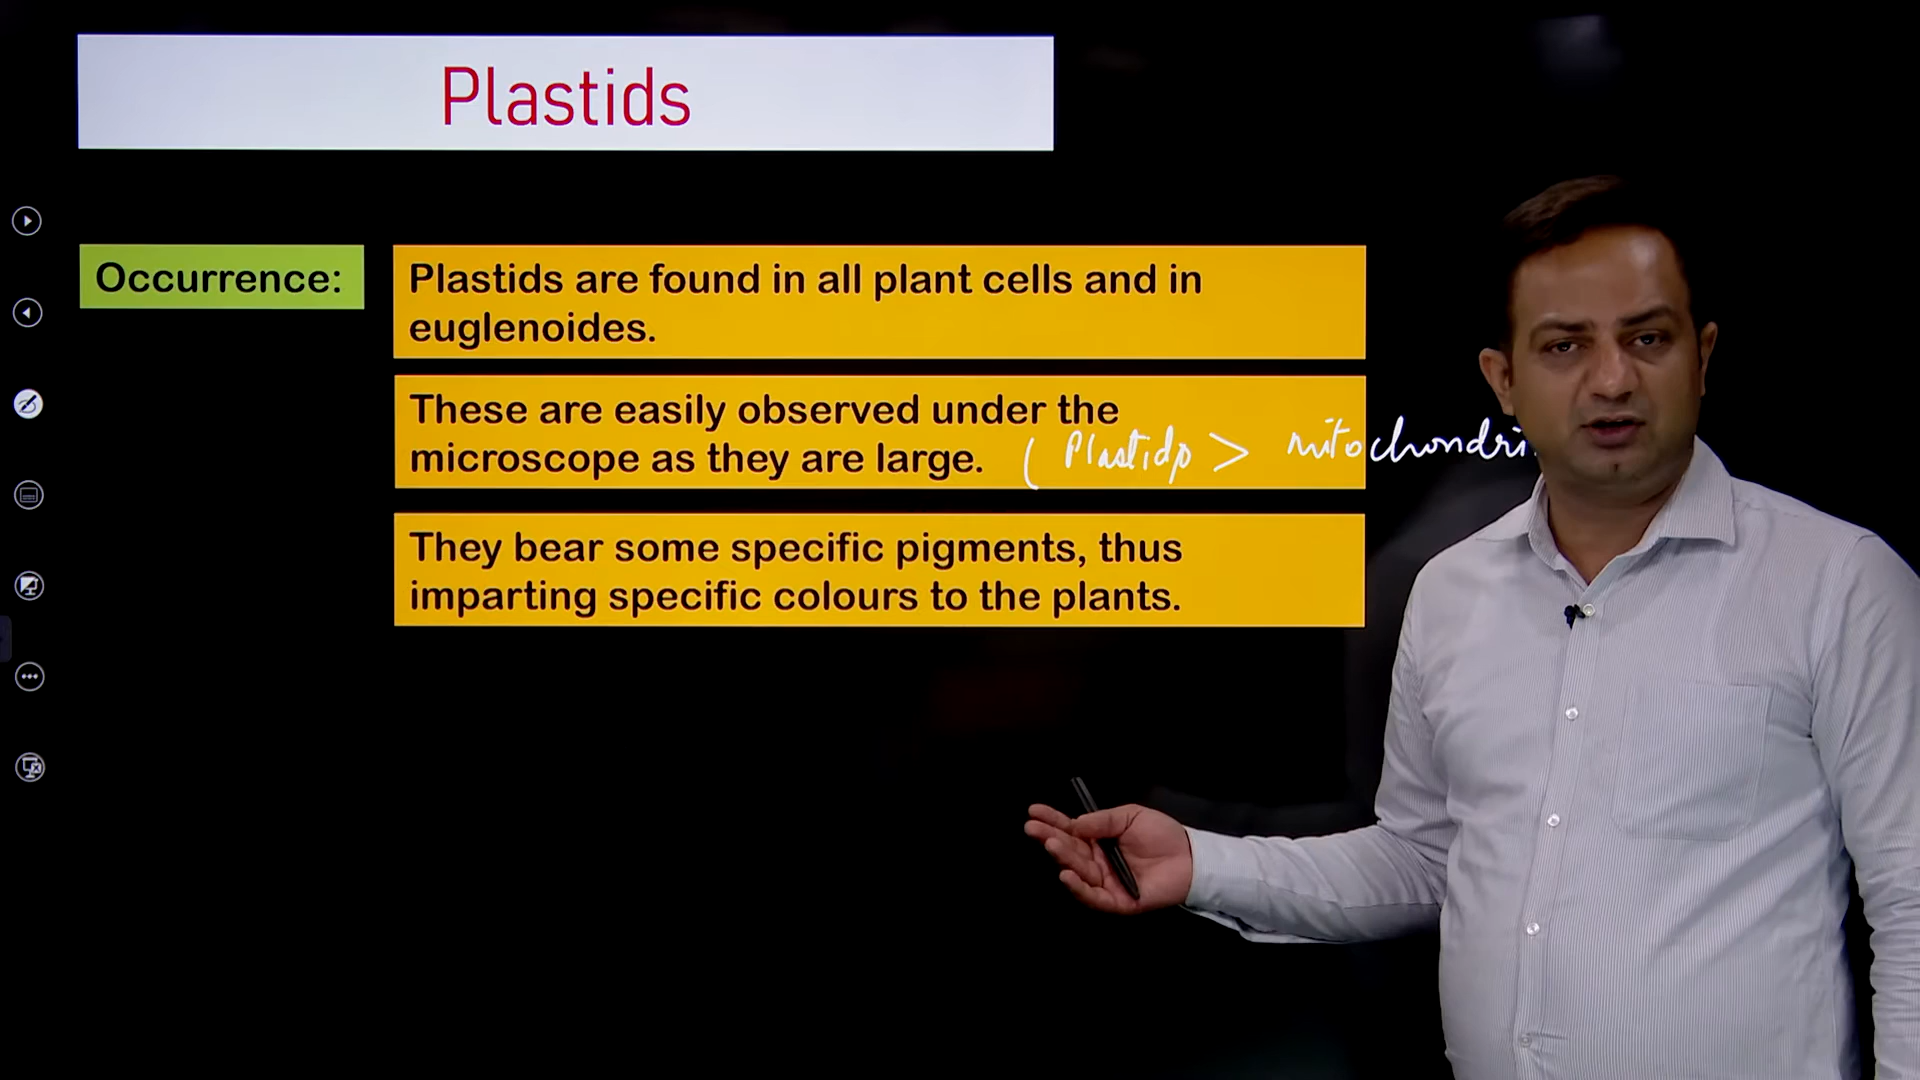 Plastids
Occurrence:
Plastids are found in all plant cells and in
euglenoides.
These are easily observed under the
microscope as they are large. ( Plastids > mitochondri
They bear some specific pigments, thus
imparting specific colours to the plants.